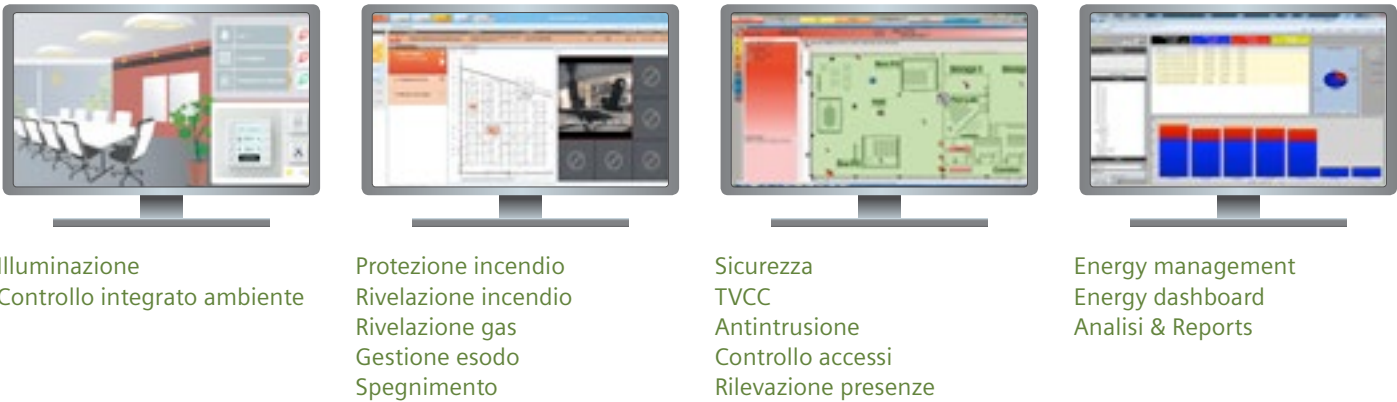 Illuminazione
Controllo integrato ambiente
Protezione incendio
Rivelazione incendio
Rivelazione gas
Gestione esodo
Spegnimento
Sicurezza
TVCC
Antintrusione
Controllo accessi
Rilevazione presenze
Energy management
Energy dashboard
Analisi & Reports